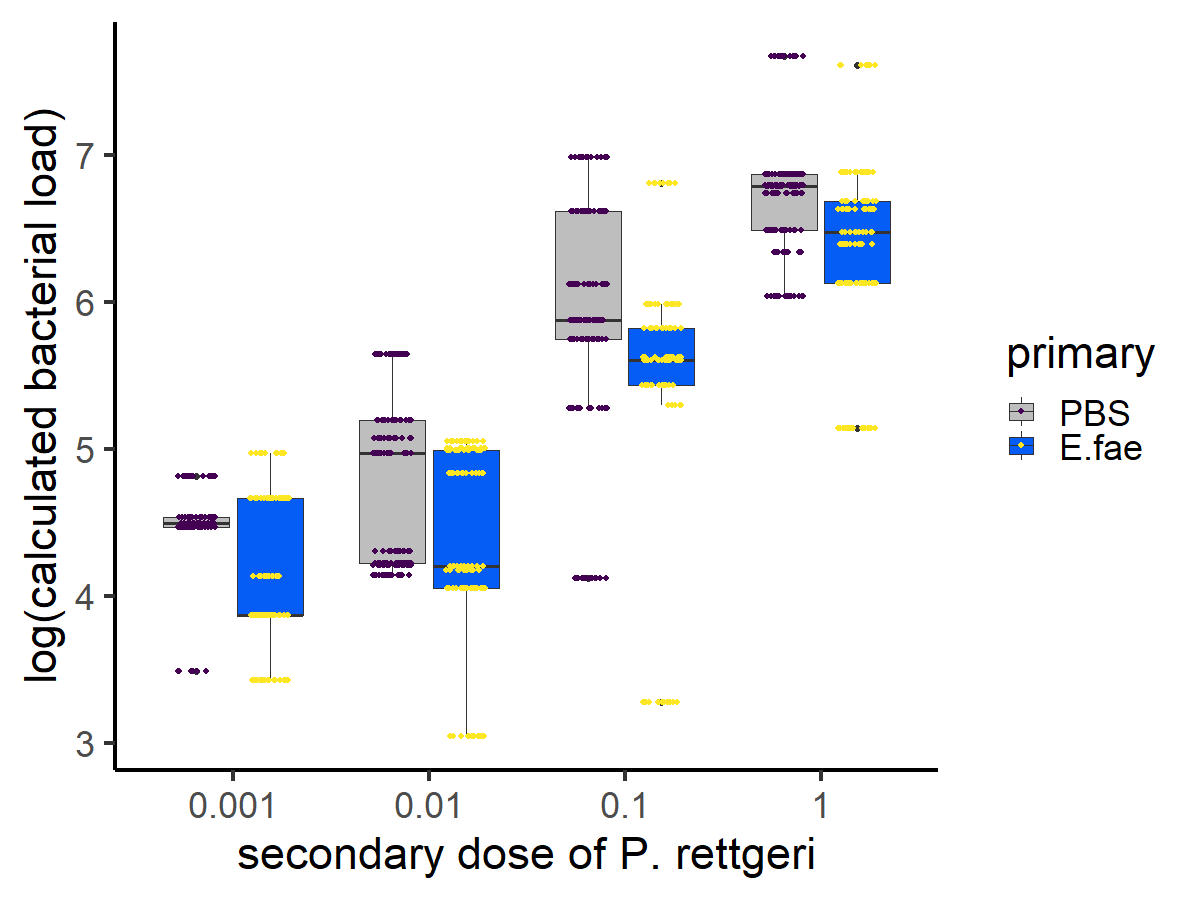 log(calculated bacterial load)
7
6
5
4
3
0.001 0.01 0.1 1
secondary dose of P. rettgeri
primary
PBS
E.fae